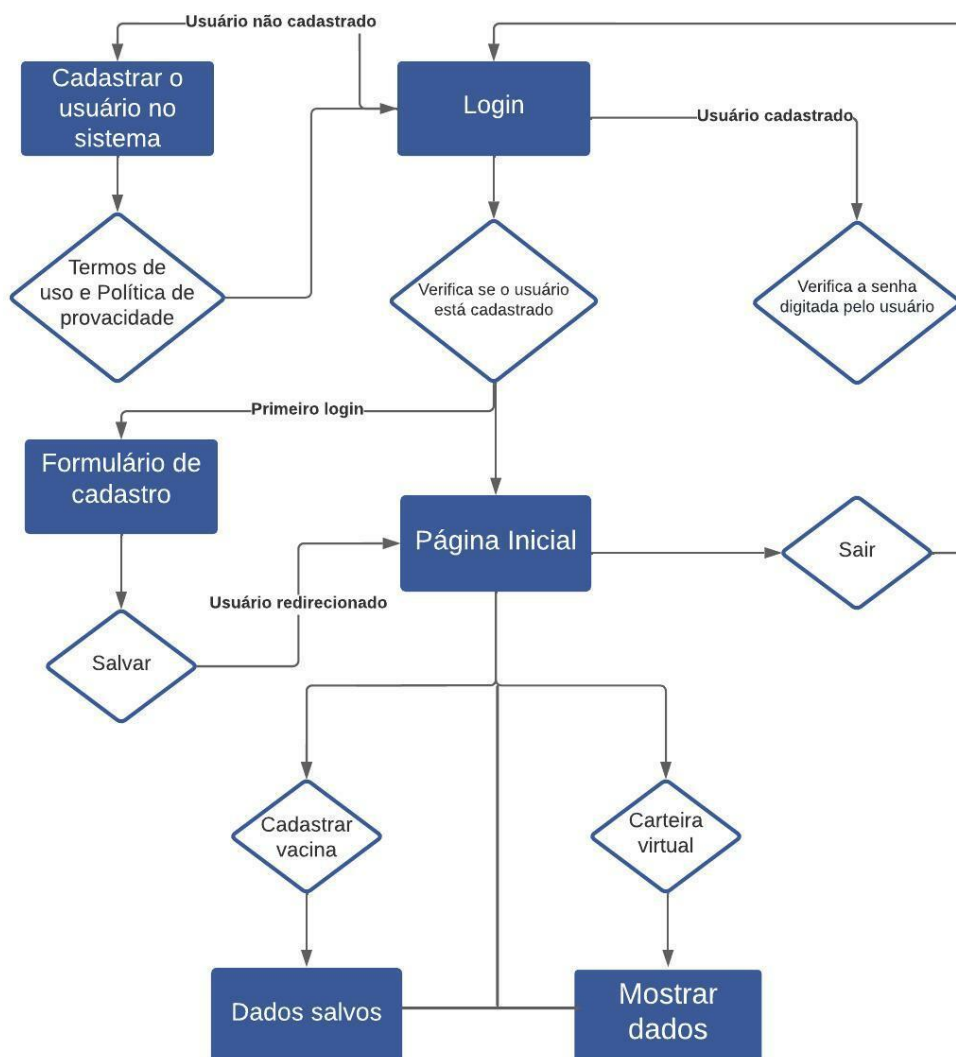 Usuário não cadastrado
Cadastrar o
usuário no
sistema
Login
Usuário cadastrado
Termos de
uso e Política de
provacidade
Verifica se o usuário
está cadastrado
Verifica a senha
digitada pelo usuário
Primeiro login
Formulário de
cadastro
Página Inicial
Sair
Usuário redirecionado
Salvar
Cadastrar
vacina
Carteira
virtual
Dados salvos
Mostrar
dados